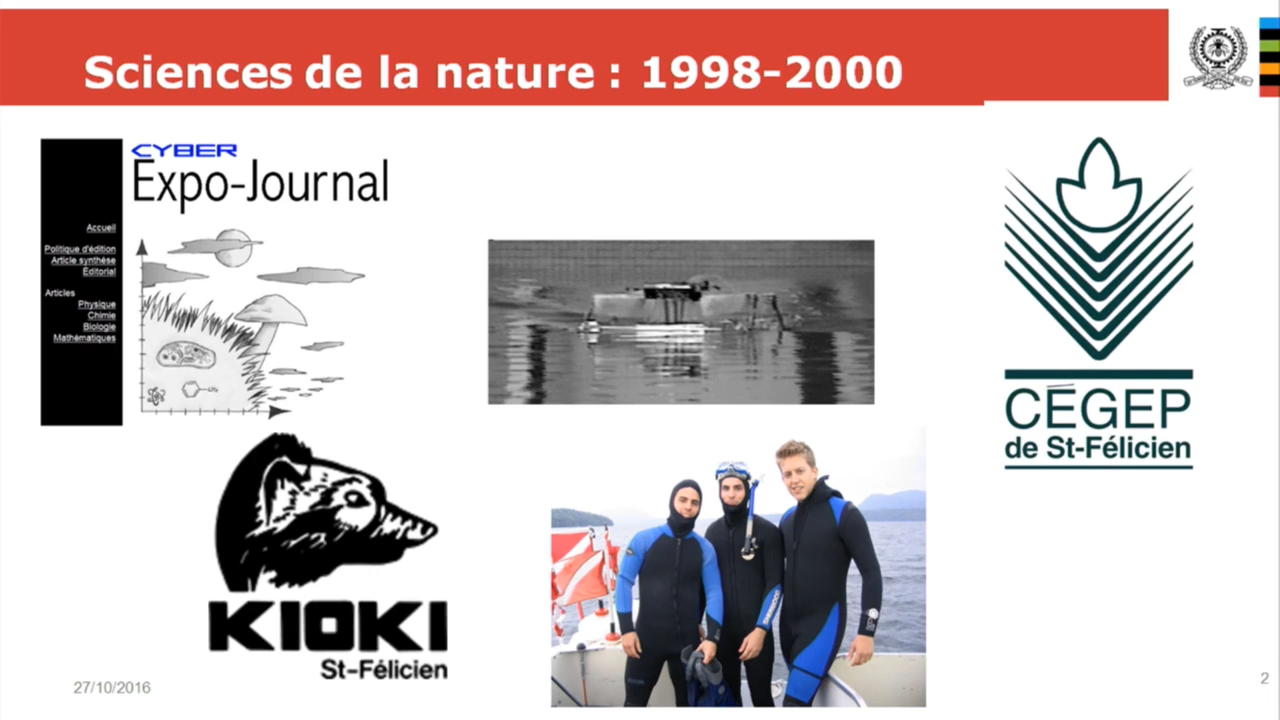 Sciences de la nature : 1998-2000
CYBER
Expo-Journal
Accueil
Politique d'édition
Article synthèse
Éditorial
Articles
Physique
Chimie
Biologie
Mathématiques
CÉGEP
de St-Félicien
KIOKI
St-Félicien
27/10/2016
2